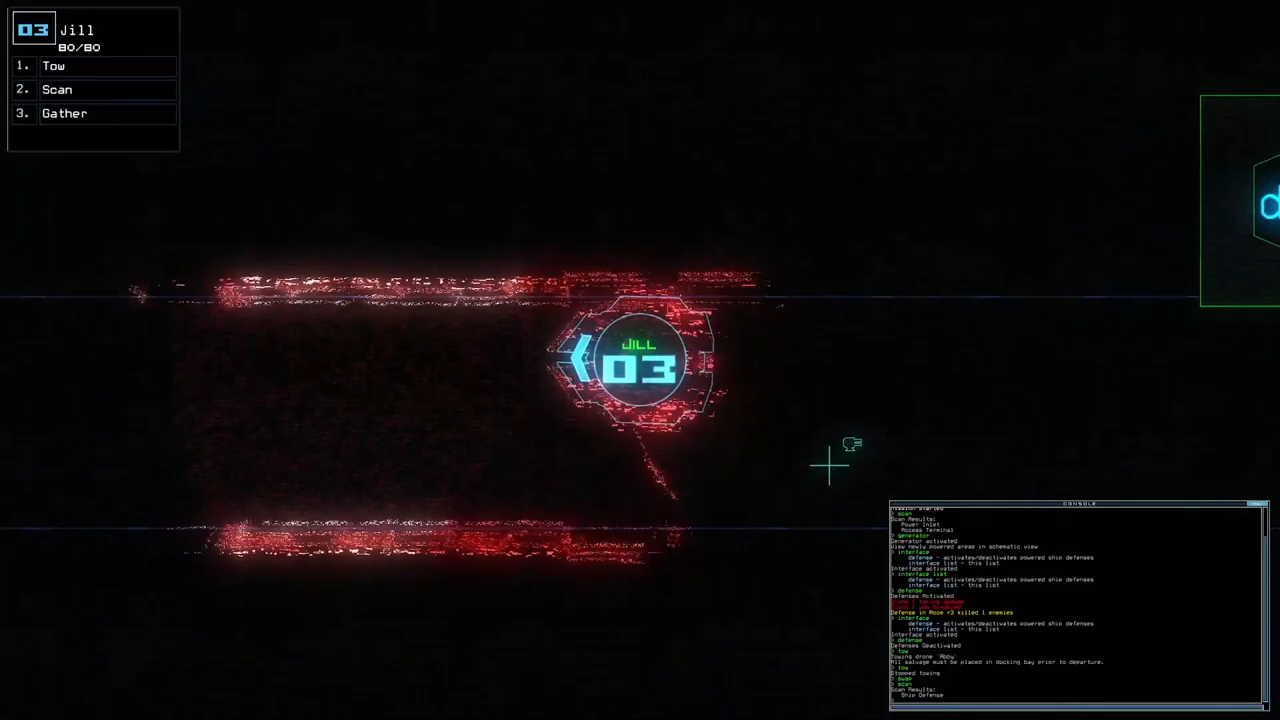 03 Jill
80/80
1. Tow
2. Scan
3. Gather
JILL
03
d
CONSOLE
Mission started
> scan
Scan Results:
Power Inlet
Access Terminal
> generator
Generator activated
View newly powered areas in schematic view
> interface
defense - activates/deactivates powered ship defenses
interface list - this list
Interface activated
> interface list
defense - activates/deactivates powered ship defenses
interface list - this list
> defense
Defenses Activated
Defense in Room r3 killed 1 enemies
> interface
defense - activates/deactivates powered ship defenses
interface list - this list
Interface activated
> defense
Defenses Deactivated
> tow
Towing drone 'Abby'
All salvage must be placed in docking bay prior to departure.
> tow
Stopped towing
> swap
> scan
Scan Results:
Ship Defense